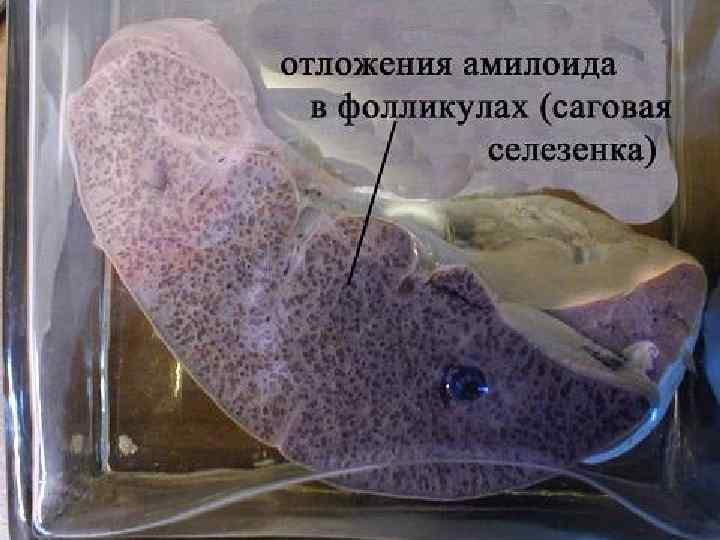 отложения амилоида
в фолликулах (саговая
селезенка)